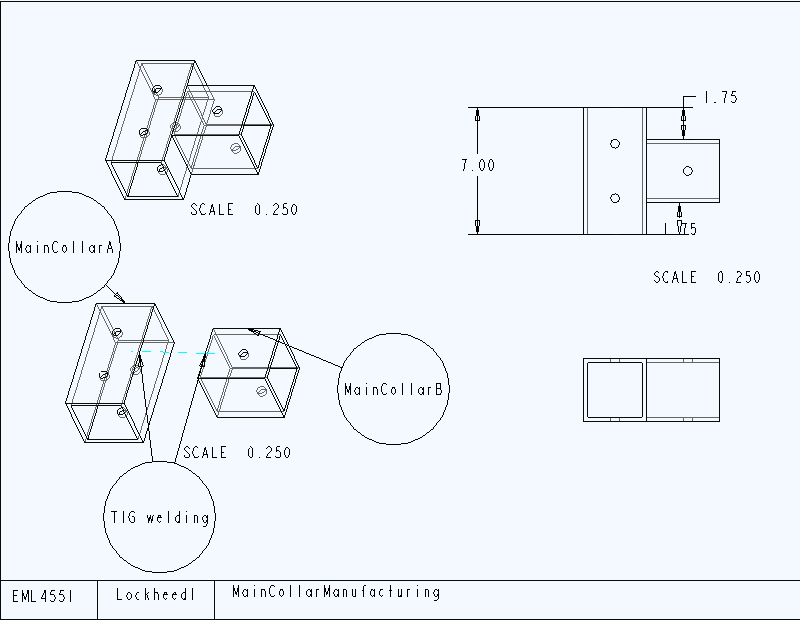 1.75
7.00
SCALE 0.250
1.75
MainCollarA
SCALE 0.250
MainCollarB
SCALE 0.250
TIG welding
EML4551
Lockheed1
MainCollarManufacturing